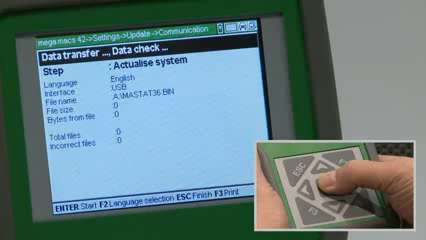 mega macs 42->Settings->Update ->Communication
Data transfer ..., Data check ...
Step : Actualise system
Language :English
Interface :USB
File name :A:\MASTAT36.BIN
File size :0
Bytes from file :0
Total files :0
Incorrect files :0
ENTER Start F2 Language selection ESC Finish F3 Print
ESC
F2